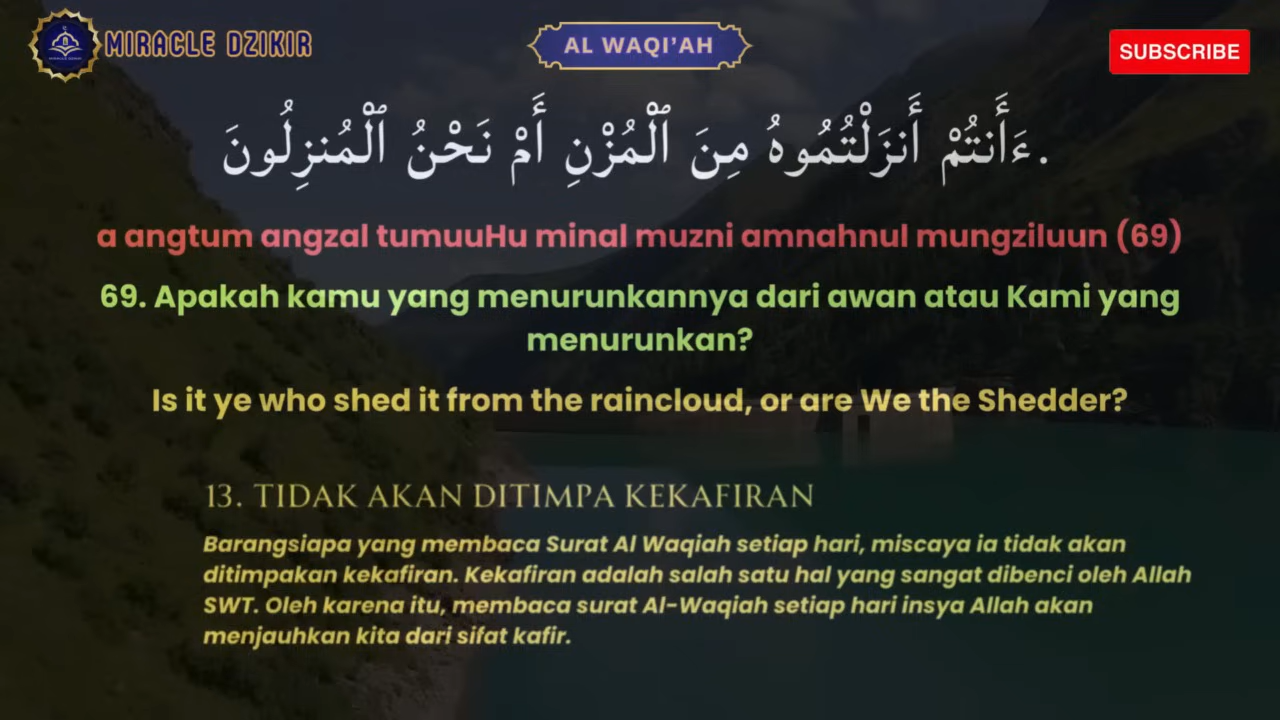 MIRACLE DZIKIR
AL WAQI'AH
SUBSCRIBE
ءَأَنتُمْ أَنزَلْتُمُوهُ مِنَ ٱلْمُزْنِ أَمْ نَحْنُ ٱلْمُنزِلُونَ.
a angtum angzal tumuuHu minal muzni amnahnul mungziluun (69)
69. Apakah kamu yang menurunkannya dari awan atau Kami yang
menurunkan?
Is it ye who shed it from the raincloud, or are We the Shedder?
13. TIDAK AKAN DITIMPA KEKAFIRAN
Barangsiapa yang membaca Surat Al Waqiah setiap hari, miscaya ia tidak akan
ditimpakan kekafiran. Kekafiran adalah salah satu hal yang sangat dibenci oleh Allah
SWT. Oleh karena itu, membaca surat Al-Waqiah setiap hari insya Allah akan
menjauhkan kita dari sifat kafir.